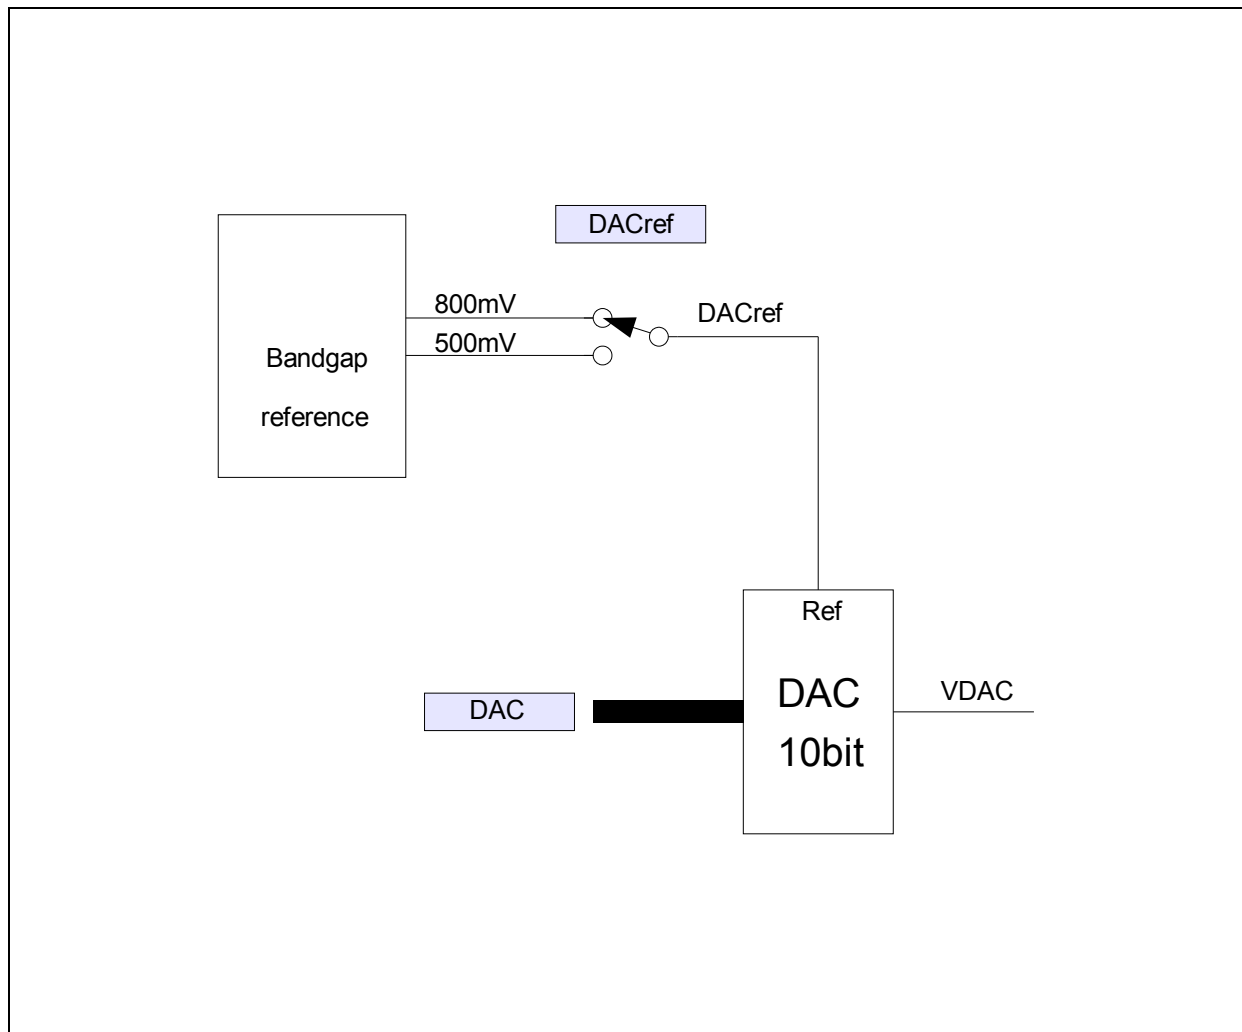 DACref
800mV
DACref
500mV
Bandgap
reference
Ref
DAC
10bit
DAC
VDAC